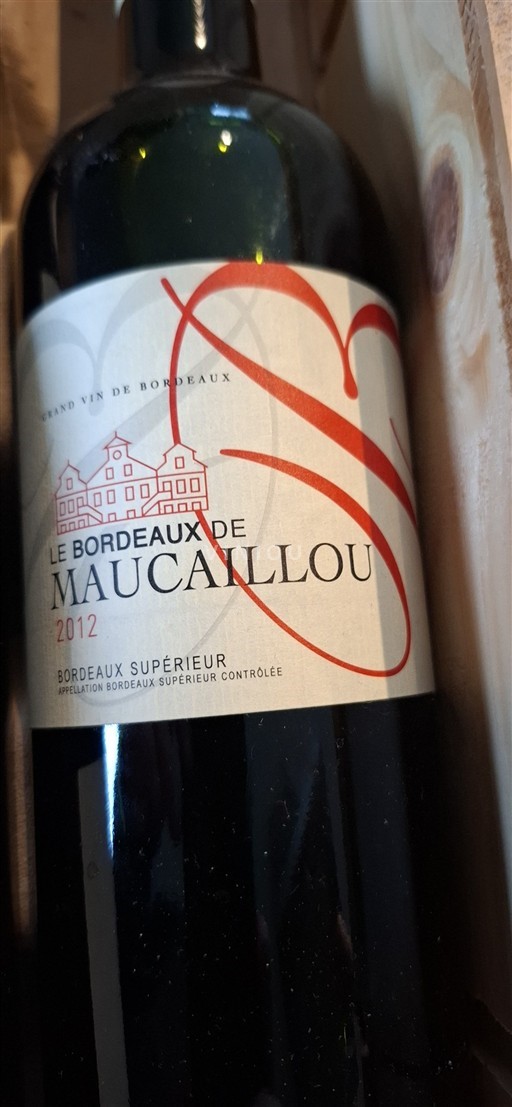 GRAND VIN DE BORDEAUX
LE BORDEAUX DE
MAUCAILLOU
2012
BORDEAUX SUPÉRIEUR
APPELLATION BORDEAUX SUPÉRIEUR CONTRÔLÉE